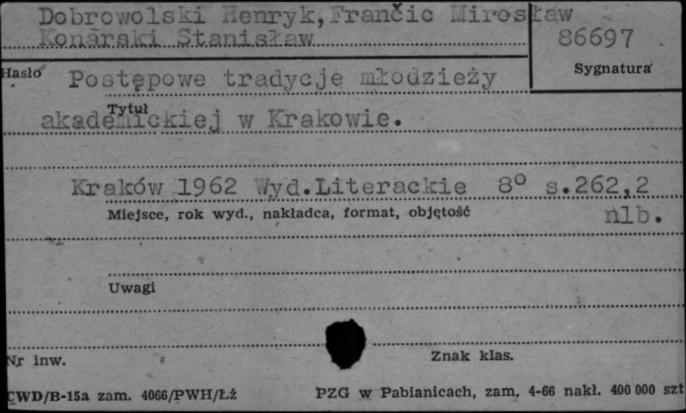 Dobrowolski Henryk, Frančic Mirosław
Konarski Stanisław
86697
Hasło
Sygnatura
Postępowe tradycje młodzieży
Tytuł
akademickiej w Krakowie.
Kraków 1962 Wyd.Literackie 8° s.262,2
Miejsce, rok wyd., nakładca, format, objętość
nlb.
Uwagi
Nr inw.
Znak klas.
CWD/B-15a zam. 4066/PWH/Łż
PZG w Pabianicach, zam. 4-66 nakł. 400 000 szt